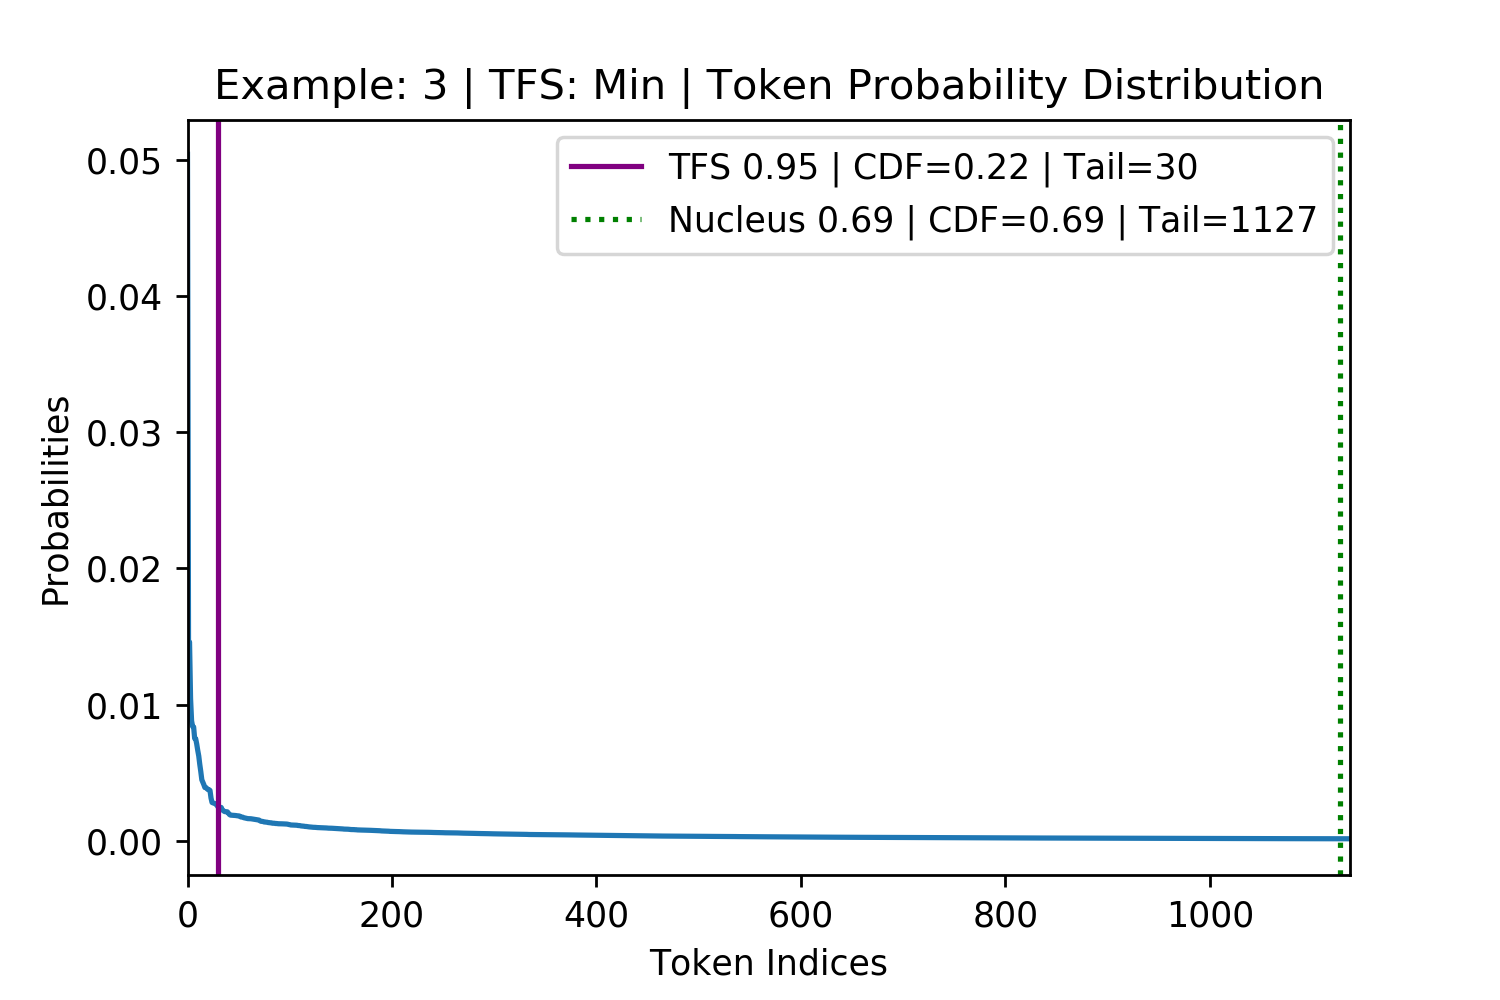 Example: 3 | TFS: Min | Token Probability Distribution
TFS 0.95 | CDF=0.22 | Tail=30
Nucleus 0.69 | CDF=0.69 | Tail=1127
0.05
0.04
0.03
0.02
0.01
0.00
Probabilities
0 200 400 600 800 1000
Token Indices